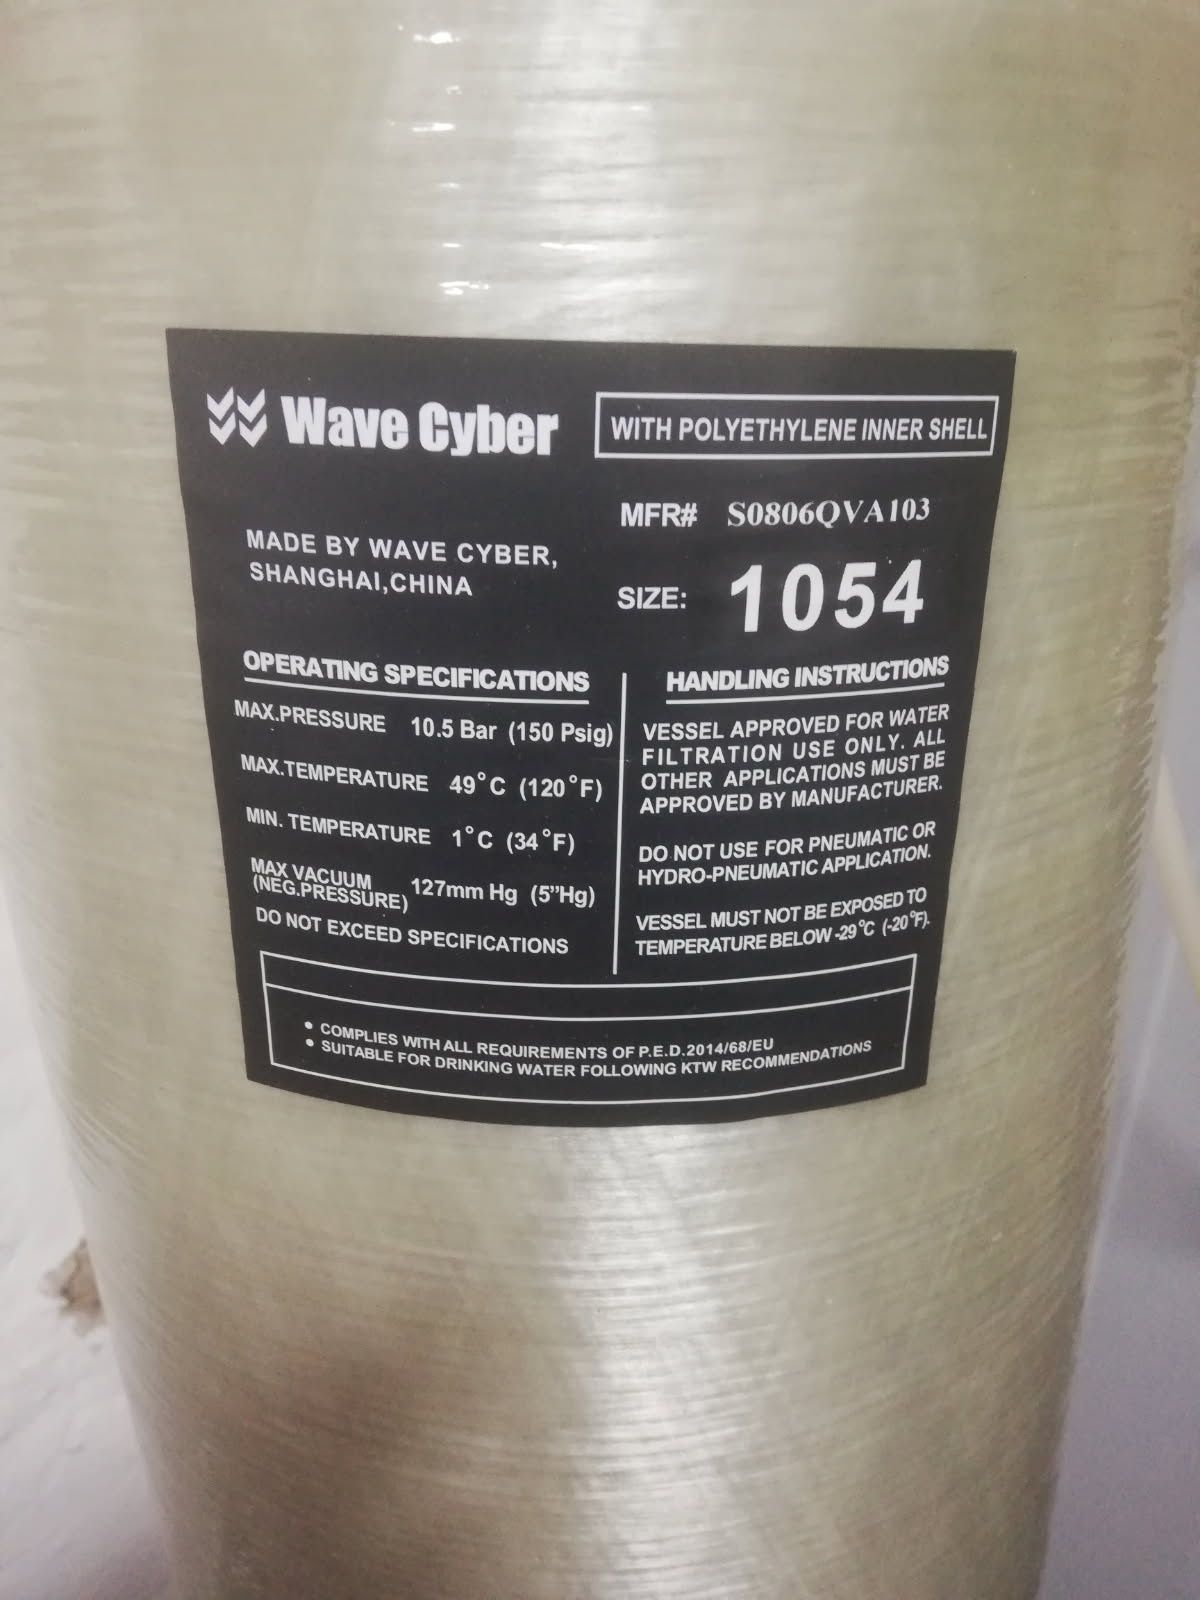 Wave Cyber
WITH POLYETHYLENE INNER SHELL
MFR# S0806QVA103
MADE BY WAVE CYBER,
SHANGHAI,CHINA
SIZE: 1054
OPERATING SPECIFICATIONS
MAX.PRESSURE 10.5 Bar (150 Psig)
MAX.TEMPERATURE 49°C (120°F)
MIN. TEMPERATURE 1°C (34°F)
MAX VACUUM
(NEG.PRESSURE) 127mm Hg (5”Hg)
DO NOT EXCEED SPECIFICATIONS
HANDLING INSTRUCTIONS
VESSEL APPROVED FOR WATER
FILTRATION USE ONLY. ALL
OTHER APPLICATIONS MUST BE
APPROVED BY MANUFACTURER.
DO NOT USE FOR PNEUMATIC OR
HYDRO-PNEUMATIC APPLICATION.
VESSEL MUST NOT BE EXPOSED TO
TEMPERATURE BELOW -29°C (-20°F).
• COMPLIES WITH ALL REQUIREMENTS OF P.E.D.2014/68/EU
• SUITABLE FOR DRINKING WATER FOLLOWING KTW RECOMMENDATIONS